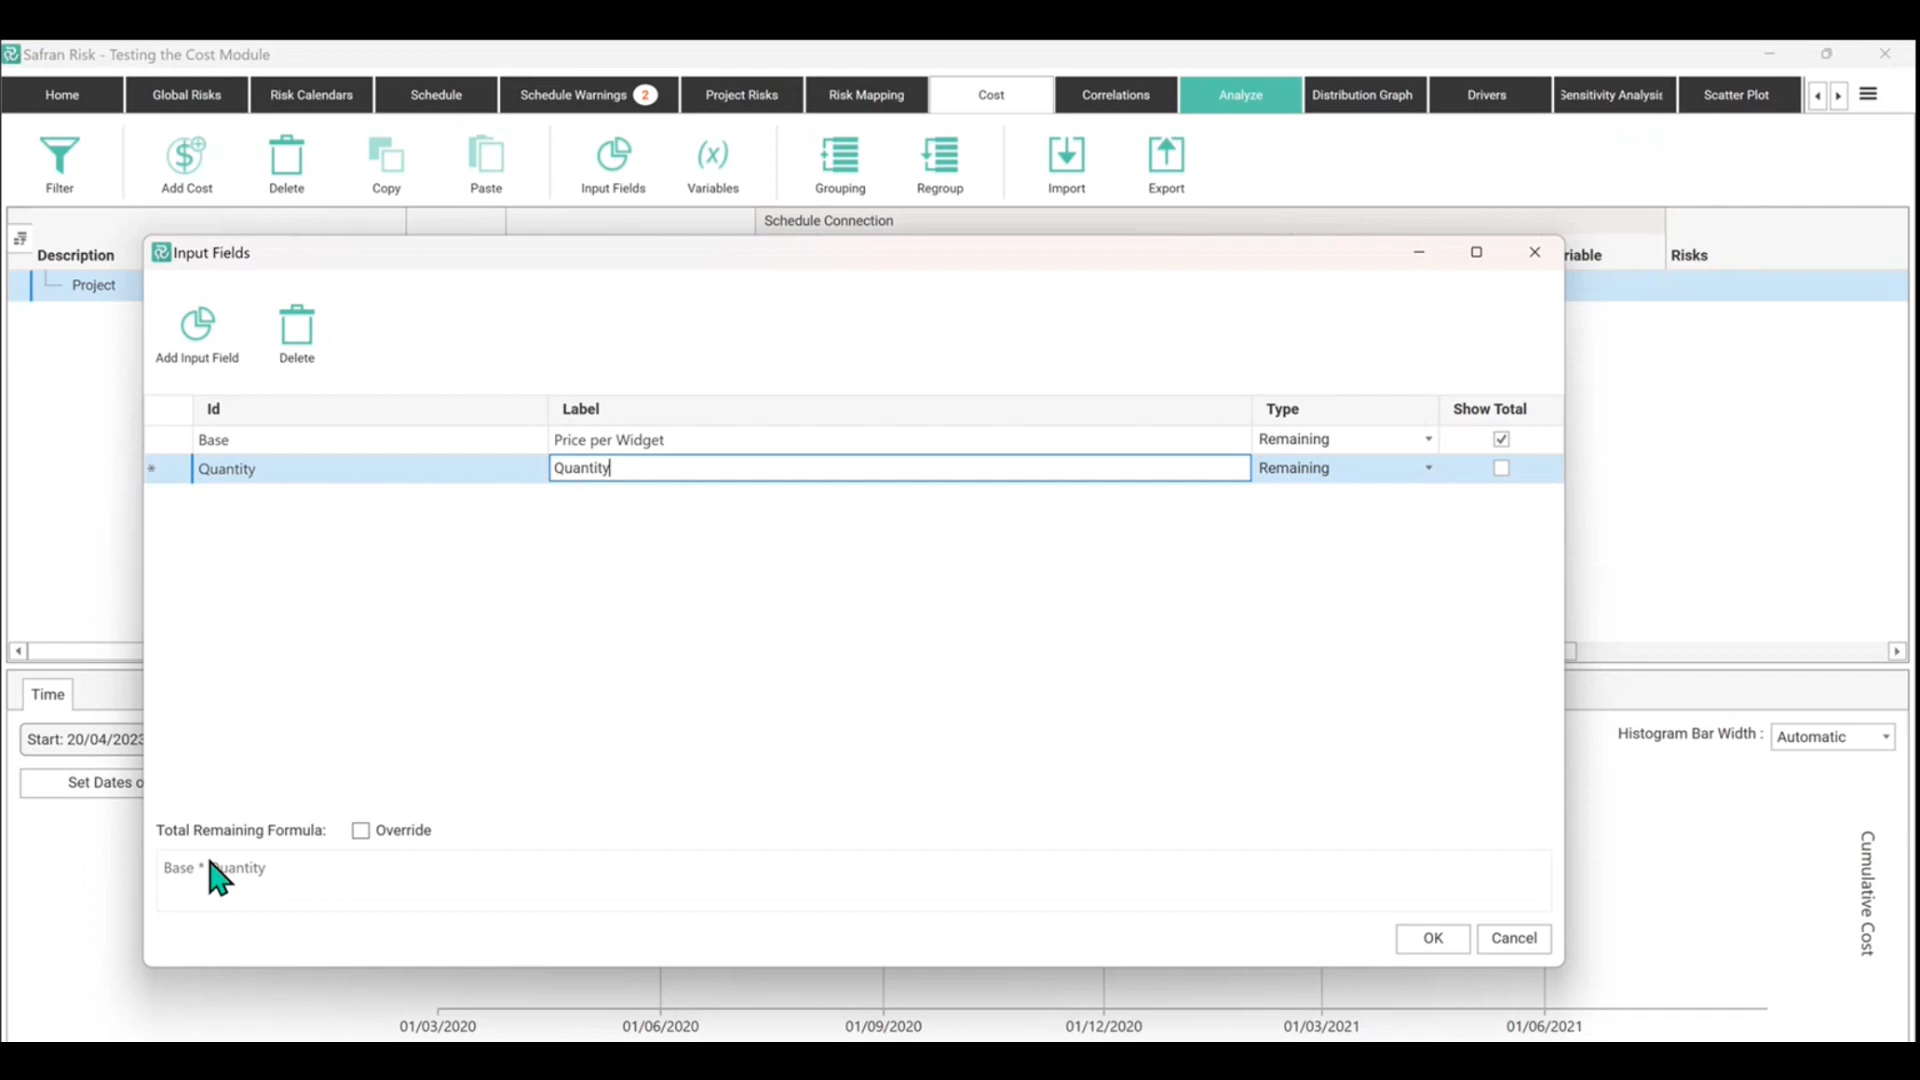 Safran Risk - Testing the Cost Module
Home Global Risks Risk Calendars Schedule Schedule Warnings 2 Project Risks Risk Mapping Cost Correlations Analyze Distribution Graph Drivers Sensitivity Analysis Scatter Plot
Filter Add Cost Delete Copy Paste Input Fields Variables Grouping Regroup Import Export
Schedule Connection
Description riable Risks
Project
Input Fields
Add Input Field Delete
Id Label Type Show Total
Base Price per Widget Remaining
* Quantity Quantity Remaining
Time
Start: 20/04/2023
Histogram Bar Width : Automatic
Set Dates o
Total Remaining Formula: Override
Base * Quantity
OK Cancel
Cumulative Cost
01/03/2020 01/06/2020 01/09/2020 01/12/2020 01/03/2021 01/06/2021